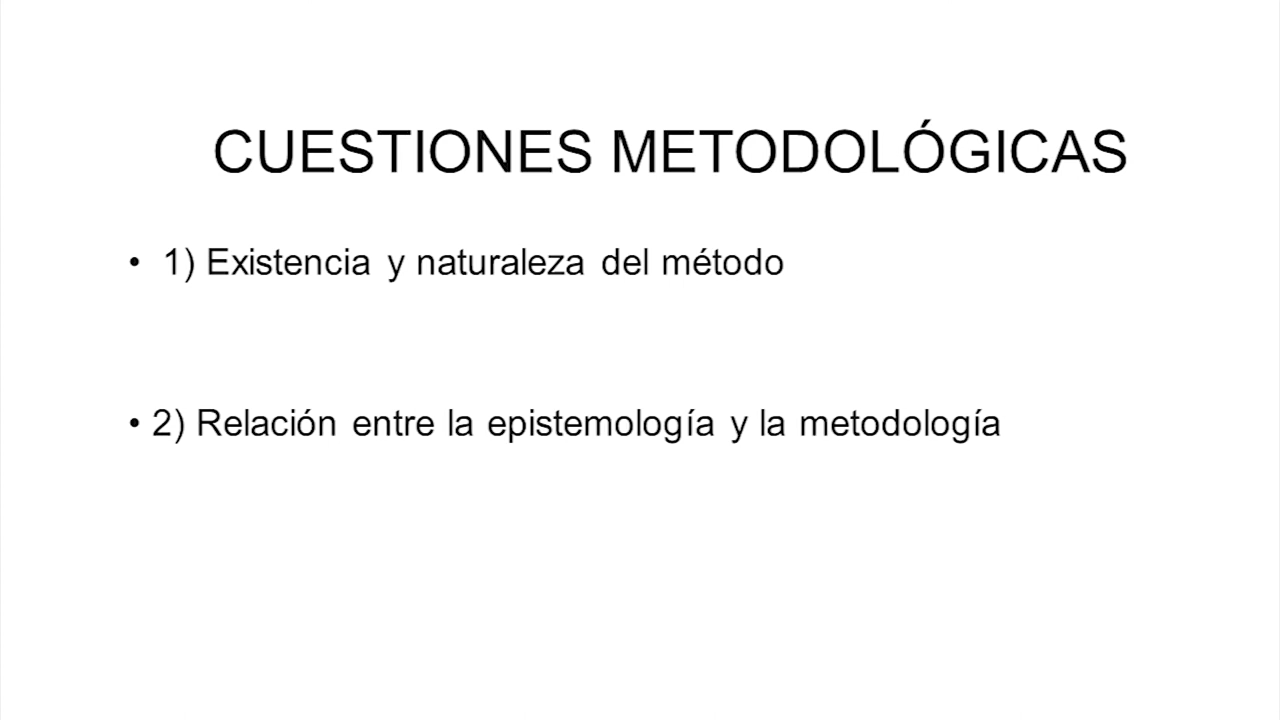 CUESTIONES METODOLÓGICAS
• 1) Existencia y naturaleza del método
• 2) Relación entre la epistemología y la metodología